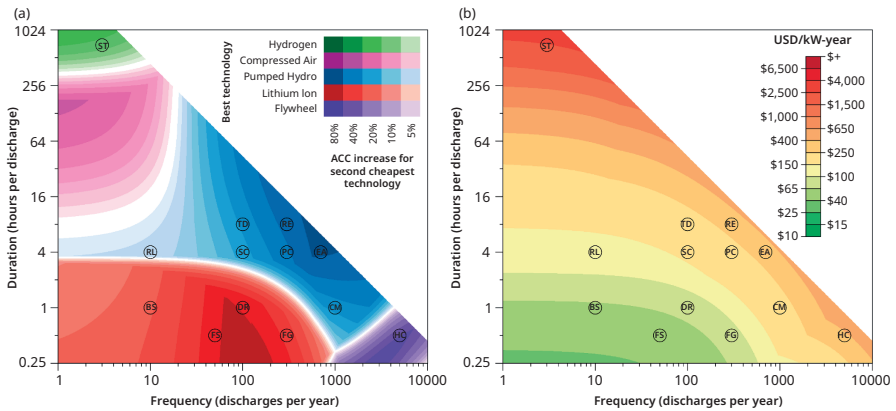 (a)
1024
256
64
16
4
1
0.25
Duration (hours per discharge)
1
10
100
1000
10000
Frequency (discharges per year)
ST
TD
RE
RL
SC
PC
EA
BS
DR
CM
FS
FG
HC
Best technology
Hydrogen
Compressed Air
Pumped Hydro
Lithium Ion
Flywheel
80%
40%
20%
10%
5%
ACC increase for
second cheapest
technology
(b)
1024
256
64
16
4
1
0.25
Duration (hours per discharge)
1
10
100
1000
10000
Frequency (discharges per year)
ST
TD
RE
RL
SC
PC
EA
BS
DR
CM
FS
FG
HC
USD/kW-year
$+
$6,500
$4,000
$2,500
$1,500
$1,000
$650
$400
$250
$150
$100
$65
$40
$25
$15
$10